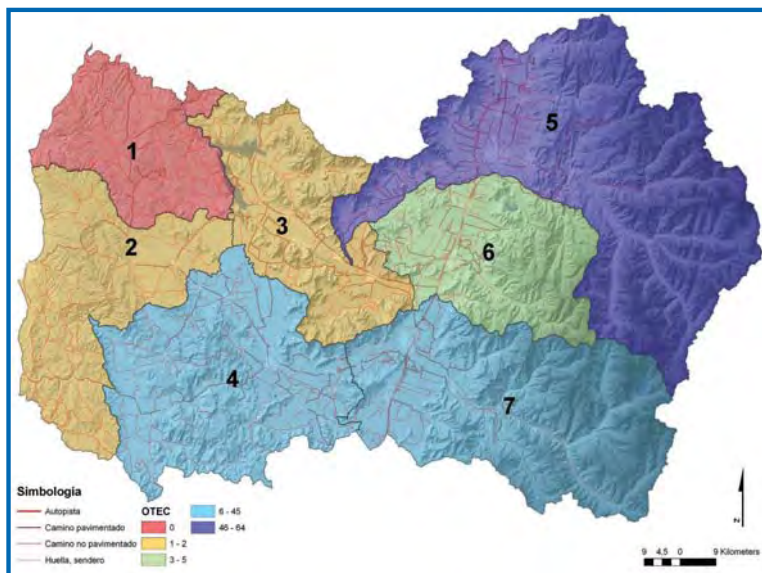 1
5
2
3
6
4
7
Simbología
Autopista
Camino pavimentado
Camino no pavimentado
Huella, sendero
OTEC
0
1 - 2
3 - 5
6 - 45
46 - 64
N
9 4,5 0 9 Kilometers